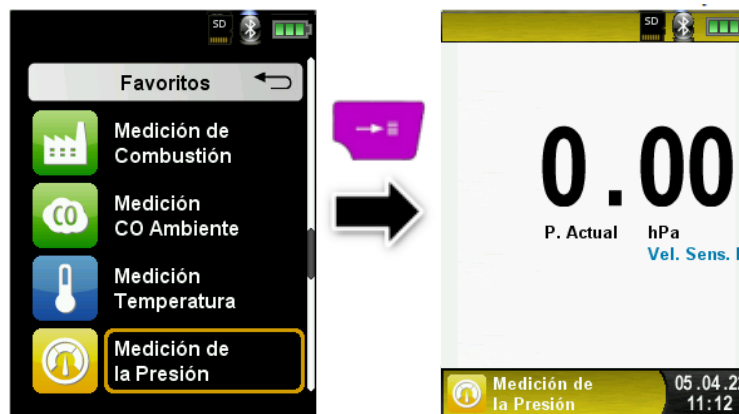 SD
Favoritos
Medición de
Combustión
CO
Medición
CO Ambiente
Medición
Temperatura
Medición de
la Presión
SD
0.00
P. Actual hPa
Vel. Sens.
Medición de
la Presión
05.04.2
11:12